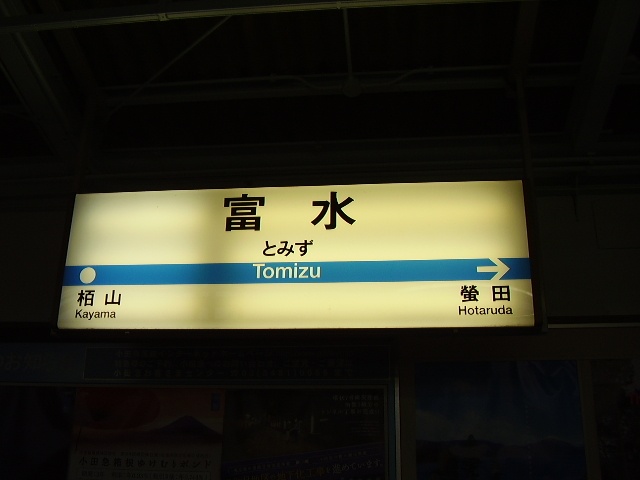 富 水
とみず
Tomizu
栢 山
Kayama
螢 田
Hotaruda